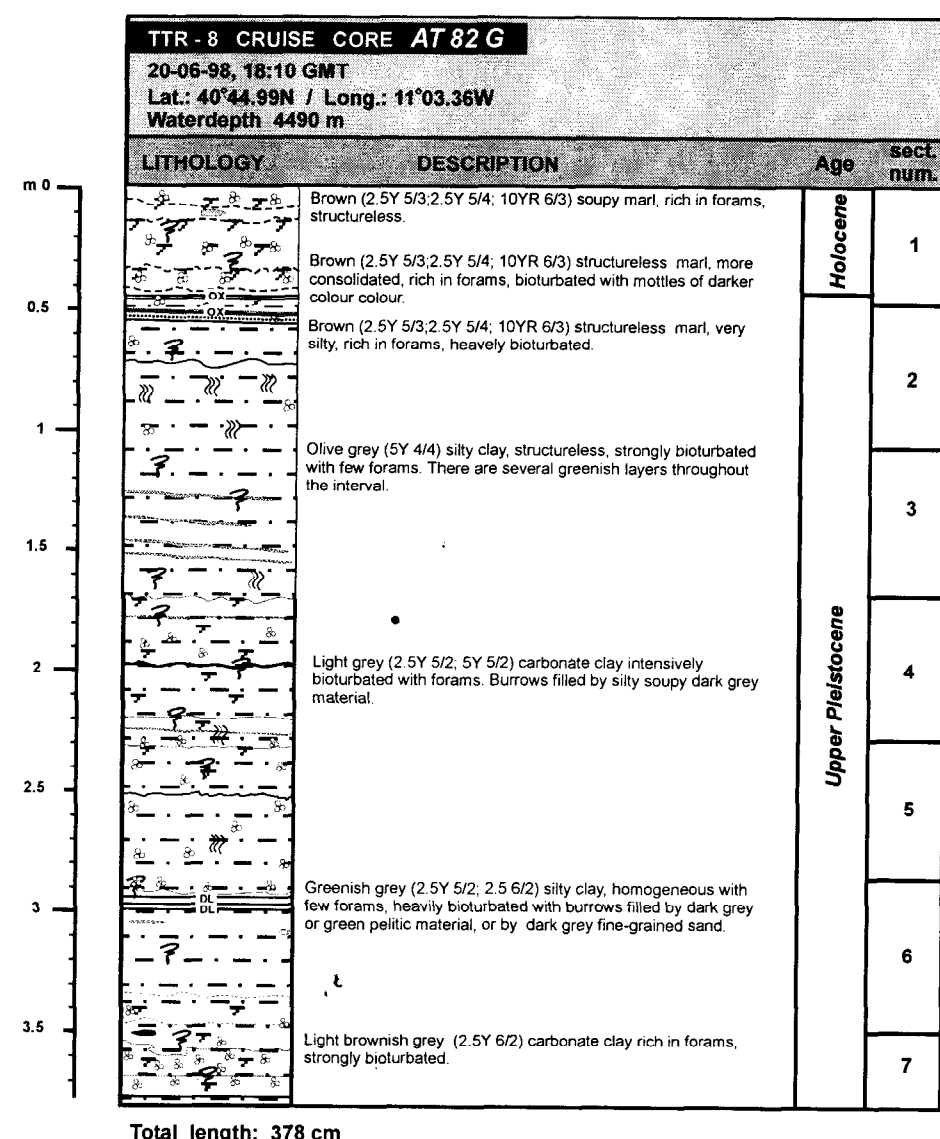 TTR - 8 CRUISE CORE AT 82 G
20-06-98, 18:10 GMT
Lat.: 40°44.99N / Long.: 11°03.36W
Waterdepth 4490 m
LITHOLOGY DESCRIPTION Age sect. num.
m 0
0.5
1
1.5
2
2.5
3
3.5
OX
OX
DL
DL
Brown (2.5Y 5/3;2.5Y 5/4; 10YR 6/3) soupy marl, rich in forams,
structureless.
Brown (2.5Y 5/3;2.5Y 5/4; 10YR 6/3) structureless marl, more
consolidated, rich in forams, bioturbated with mottles of darker
colour colour.
Brown (2.5Y 5/3;2.5Y 5/4; 10YR 6/3) structureless marl, very
silty, rich in forams, heavely bioturbated.
Olive grey (5Y 4/4) silty clay, structureless, strongly bioturbated
with few forams. There are several greenish layers throughout
the interval.
Light grey (2.5Y 5/2; 5Y 5/2) carbonate clay intensively
bioturbated with forams. Burrows filled by silty soupy dark grey
material.
Greenish grey (2.5Y 5/2; 2.5 6/2) silty clay, homogeneous with
few forams, heavily bioturbated with burrows filled by dark grey
or green pelitic material, or by dark grey fine-grained sand.
Light brownish grey (2.5Y 6/2) carbonate clay rich in forams,
strongly bioturbated.
Holocene
Upper Pleistocene
1
2
3
4
5
6
7
Total length: 378 cm